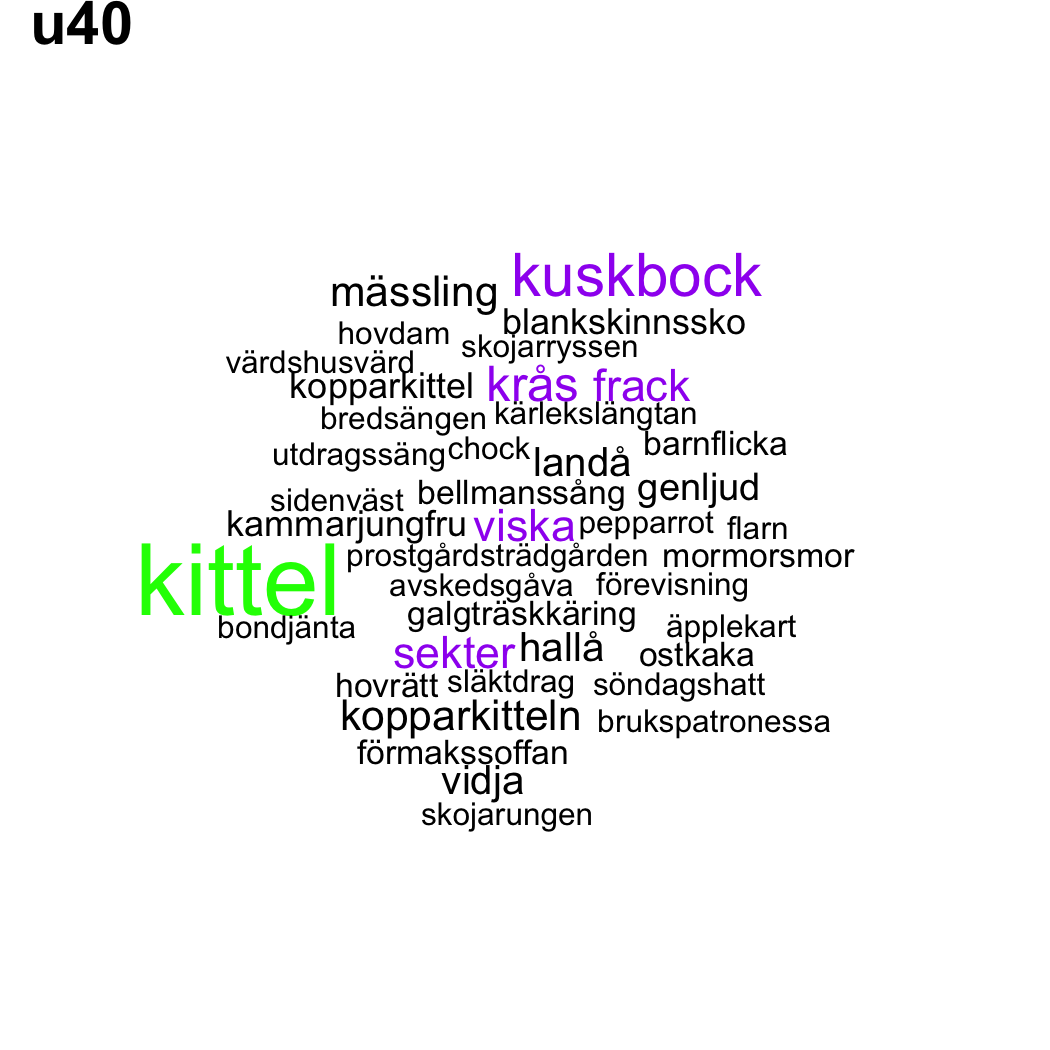 u40
kuskbock
mässling
blankskinnssko
hovdam
skojarryssen
värdshusvärd
kopparkittel krås frack
bredsängen kärlekslängtan
utdragssäng chock landå barnflicka
sidenväst bellmanssång genljud
kammarjungfru viska pepparrot flarn
kittel prostgårdsträdgården mormorsmor
avskedsgåva förevisning
bondjänta galgträskkäring äpplekart
sekter hallå ostkaka
hovrätt släktdrag söndagshatt
kopparkitteln brukspatronessa
förmakssoffan
vidja
skojarungen